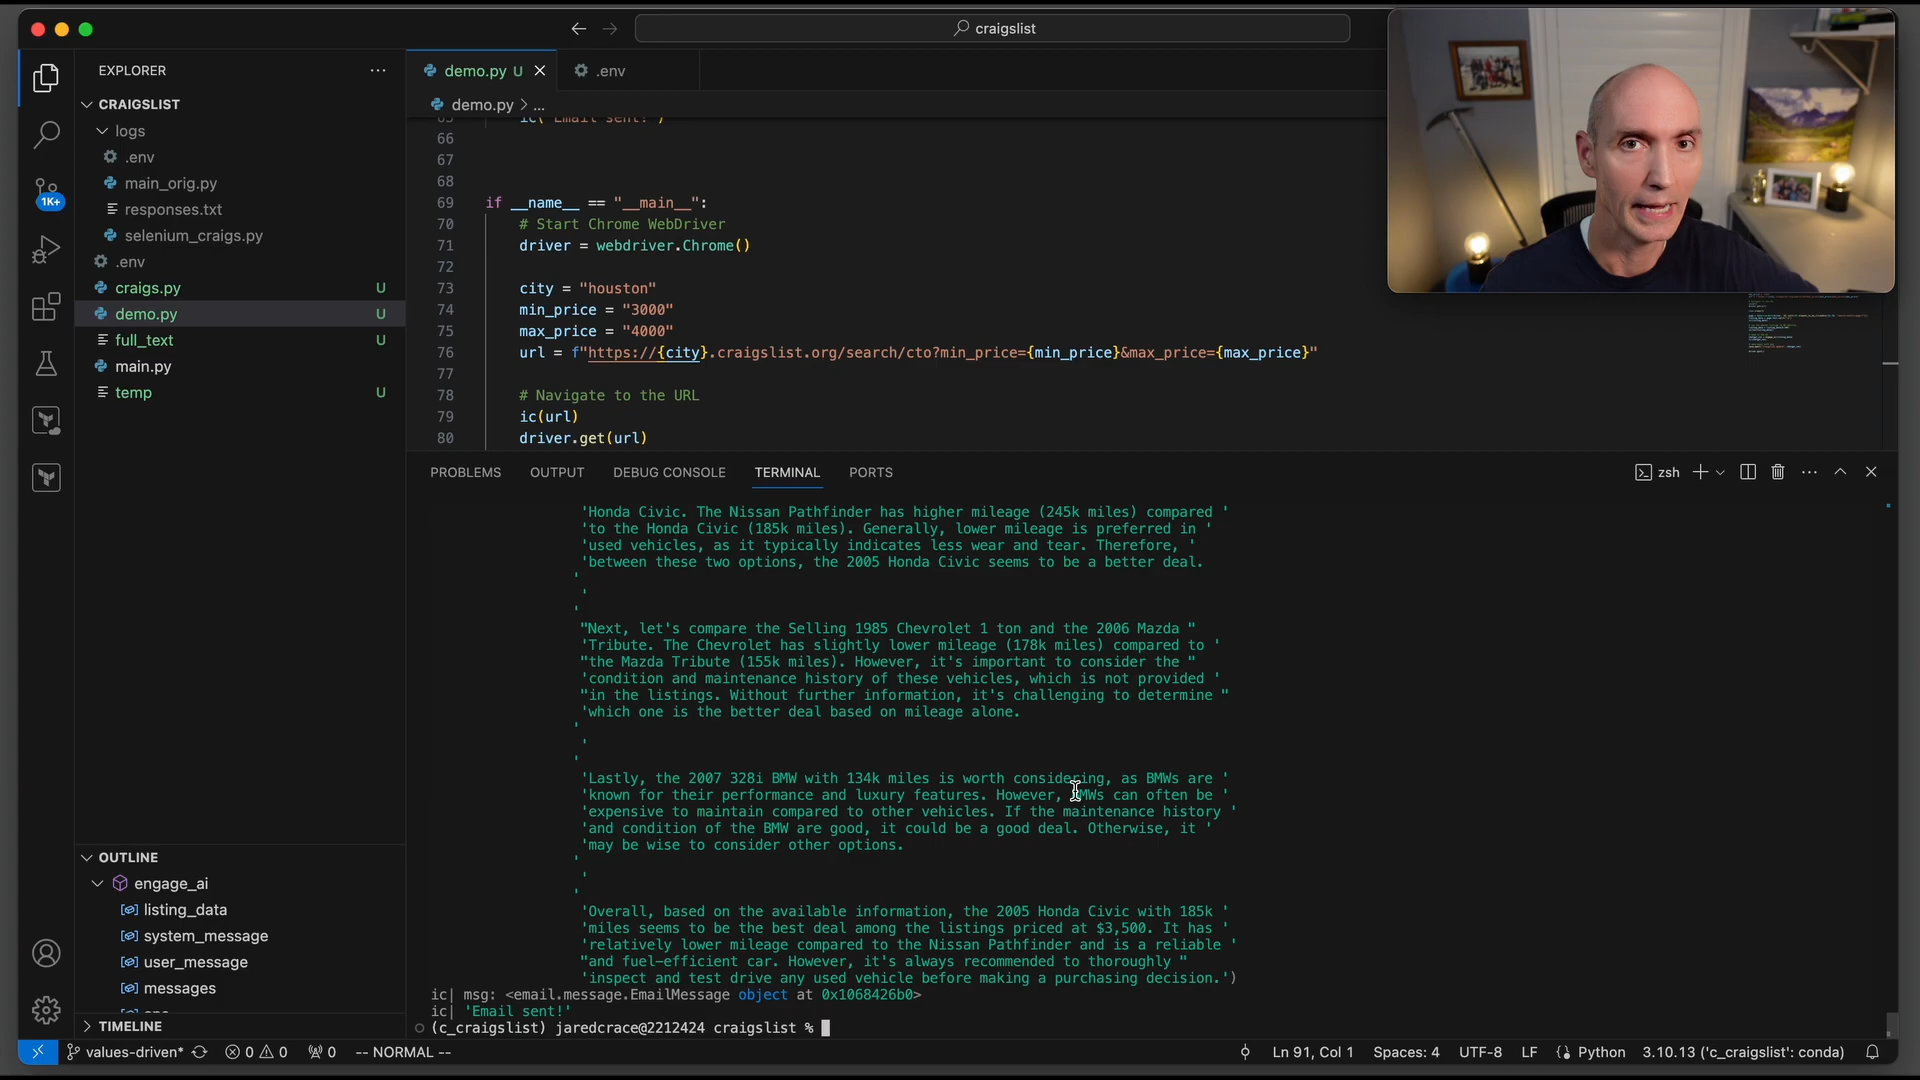 craigslist
EXPLORER
CRAIGSLIST
logs
.env
main_orig.py
responses.txt
selenium_craigs.py
.env
craigs.py U
demo.py U
full_text U
main.py
temp U
1K+
OUTLINE
engage_ai
listing_data
system_message
user_message
messages
TIMELINE
demo.py U
.env
demo.py > ...
65 ic("Email sent!")
66
67
68
69 if __name__ == "__main__":
70 # Start Chrome WebDriver
71 driver = webdriver.Chrome()
72
73 city = "houston"
74 min_price = "3000"
75 max_price = "4000"
76 url = f"https://{city}.craigslist.org/search/cto?min_price={min_price}&max_price={max_price}"
77
78 # Navigate to the URL
79 ic(url)
80 driver.get(url)
PROBLEMS OUTPUT DEBUG CONSOLE TERMINAL PORTS
zsh
'Honda Civic. The Nissan Pathfinder has higher mileage (245k miles) compared '
'to the Honda Civic (185k miles). Generally, lower mileage is preferred in '
'used vehicles, as it typically indicates less wear and tear. Therefore, '
'between these two options, the 2005 Honda Civic seems to be a better deal.
'
'
'
"Next, let's compare the Selling 1985 Chevrolet 1 ton and the 2006 Mazda "
'Tribute. The Chevrolet has slightly lower mileage (178k miles) compared to '
"the Mazda Tribute (155k miles). However, it's important to consider the "
'condition and maintenance history of these vehicles, which is not provided '
"in the listings. Without further information, it's challenging to determine "
'which one is the better deal based on mileage alone.
'
'
'
'Lastly, the 2007 328i BMW with 134k miles is worth considering, as BMWs are '
'known for their performance and luxury features. However, BMWs can often be '
'expensive to maintain compared to other vehicles. If the maintenance history '
'and condition of the BMW are good, it could be a good deal. Otherwise, it '
'may be wise to consider other options.
'
'
'
'Overall, based on the available information, the 2005 Honda Civic with 185k '
'miles seems to be the best deal among the listings priced at $3,500. It has '
'relatively lower mileage compared to the Nissan Pathfinder and is a reliable '
"and fuel-efficient car. However, it's always recommended to thoroughly "
'inspect and test drive any used vehicle before making a purchasing decision.')
ic| msg: <email.message.EmailMessage object at 0x1068426b0>
ic| 'Email sent!'
(c_craigslist) jaredcrace@2212424 craigslist %
values-driven* 0 0 0 -- NORMAL -- Ln 91, Col 1 Spaces: 4 UTF-8 LF Python 3.10.13 ('c_craigslist': conda)